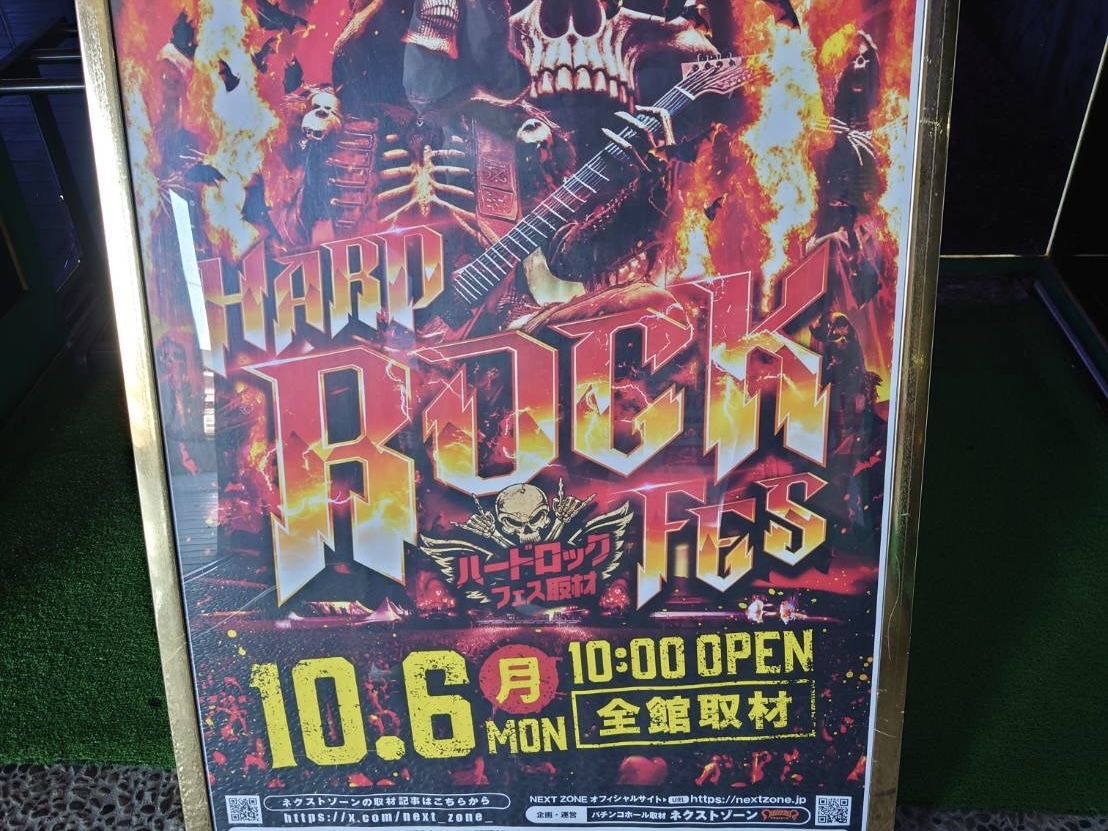 HARD
ROCK
FES
ハードロック
フェス取材
10.6 月 MON
10:00 OPEN
全館取材
ネクストゾーンの取材記事はこちらから
https://x.com/next_zone_
NEXT ZONE オフィシャルサイト URL https://nextzone.jp
企画・運営 パチンコホール取材 ネクストゾーン